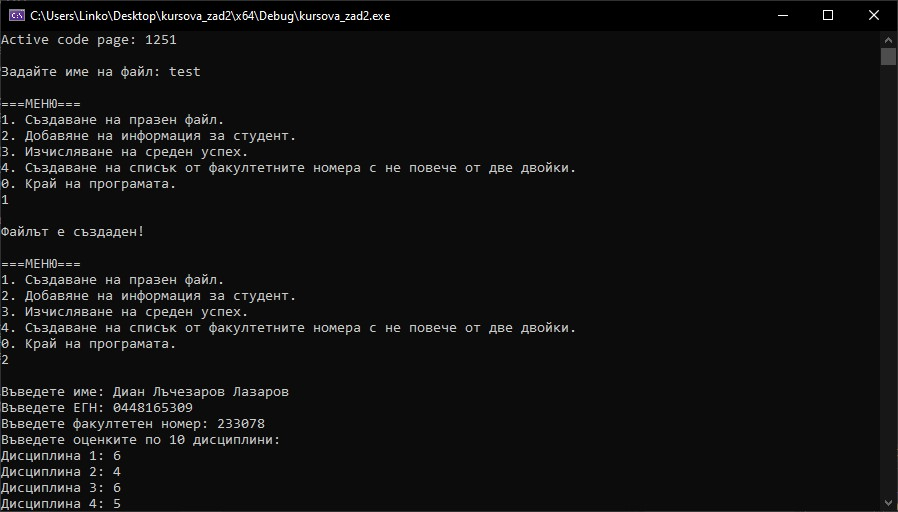 C:\Users\Linko\Desktop\kursova_zad2\x64\Debug\kursova_zad2.exe
Active code page: 1251
Задайте име на файл: test
===МЕНЮ===
1. Създаване на празен файл.
2. Добавяне на информация за студент.
3. Изчисляване на среден успех.
4. Създаване на списък от факултетните номера с не повече от две двойки.
0. Край на програмата.
1
Файлът е създаден!
===МЕНЮ===
1. Създаване на празен файл.
2. Добавяне на информация за студент.
3. Изчисляване на среден успех.
4. Създаване на списък от факултетните номера с не повече от две двойки.
0. Край на програмата.
2
Въведете име: Диан Лъчезаров Лазаров
Въведете ЕГН: 0448165309
Въведете факултетен номер: 233078
Въведете оценките по 10 дисциплини:
Дисциплина 1: 6
Дисциплина 2: 4
Дисциплина 3: 6
Дисциплина 4: 5